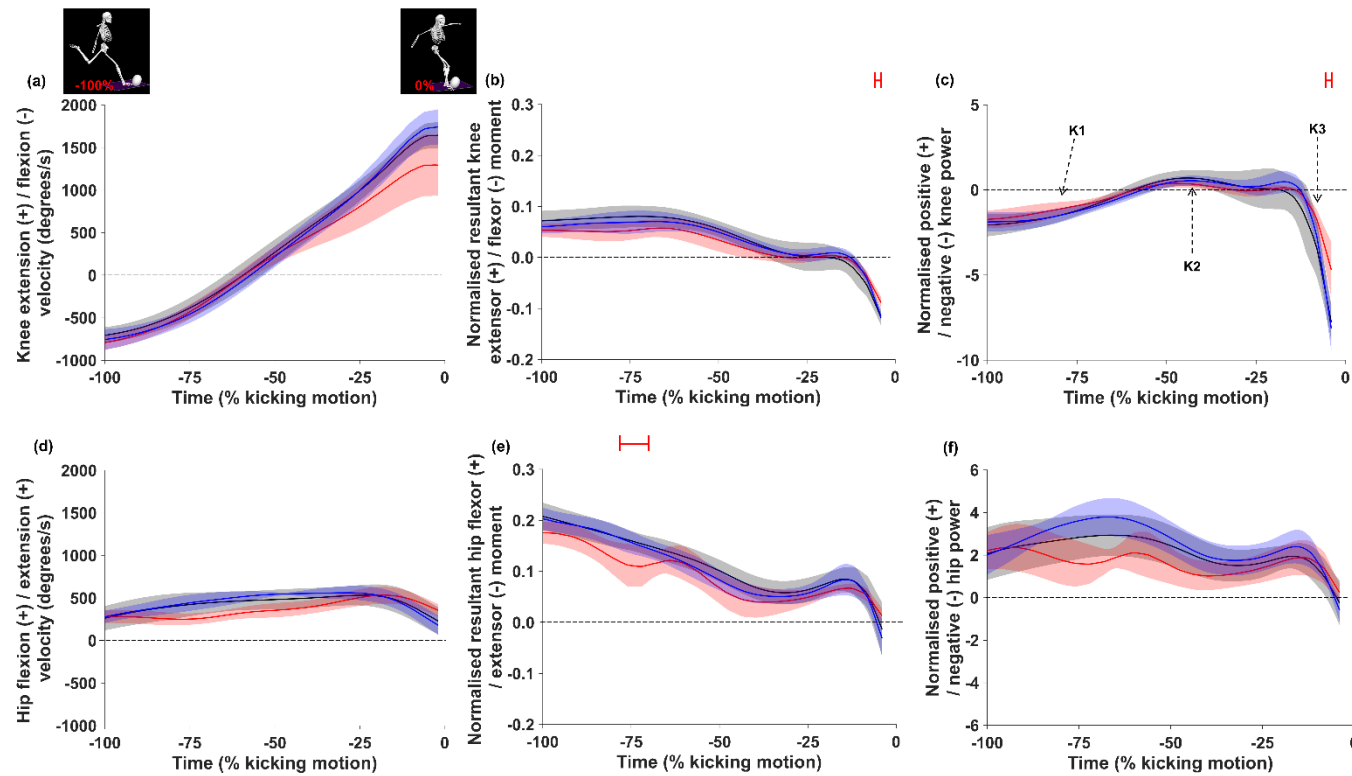 -100%
0%
(a)
Knee extension (+) / flexion (-)
velocity (degrees/s)
2000
1500
1000
500
0
-500
-1000
-100
-75
-50
-25
0
Time (% kicking motion)
(b)
Normalised resultant knee
extensor (+) / flexor (-) moment
0.3
0.2
0.1
0.0
-0.1
-0.2
-100
-75
-50
-25
0
Time (% kicking motion)
(c)
Normalised positive (+)
/ negative (-) knee power
5
0
-5
-10
K1
K2
K3
-100
-75
-50
-25
0
Time (% kicking motion)
(d)
Hip flexion (+) / extension (+)
velocity (degrees/s)
2000
1500
1000
500
0
-500
-1000
-100
-75
-50
-25
0
Time (% kicking motion)
(e)
Normalised resultant hip flexor (+)
/ extensor (-) moment
0.3
0.2
0.1
0.0
0.1
-0.2
-100
-75
-50
-25
0
Time (% kicking motion)
(f)
Normalised positive (+)
/ negative (-) hip power
6
4
2
0
-2
-4
-6
-100
-75
-50
-25
0
Time (% kicking motion)